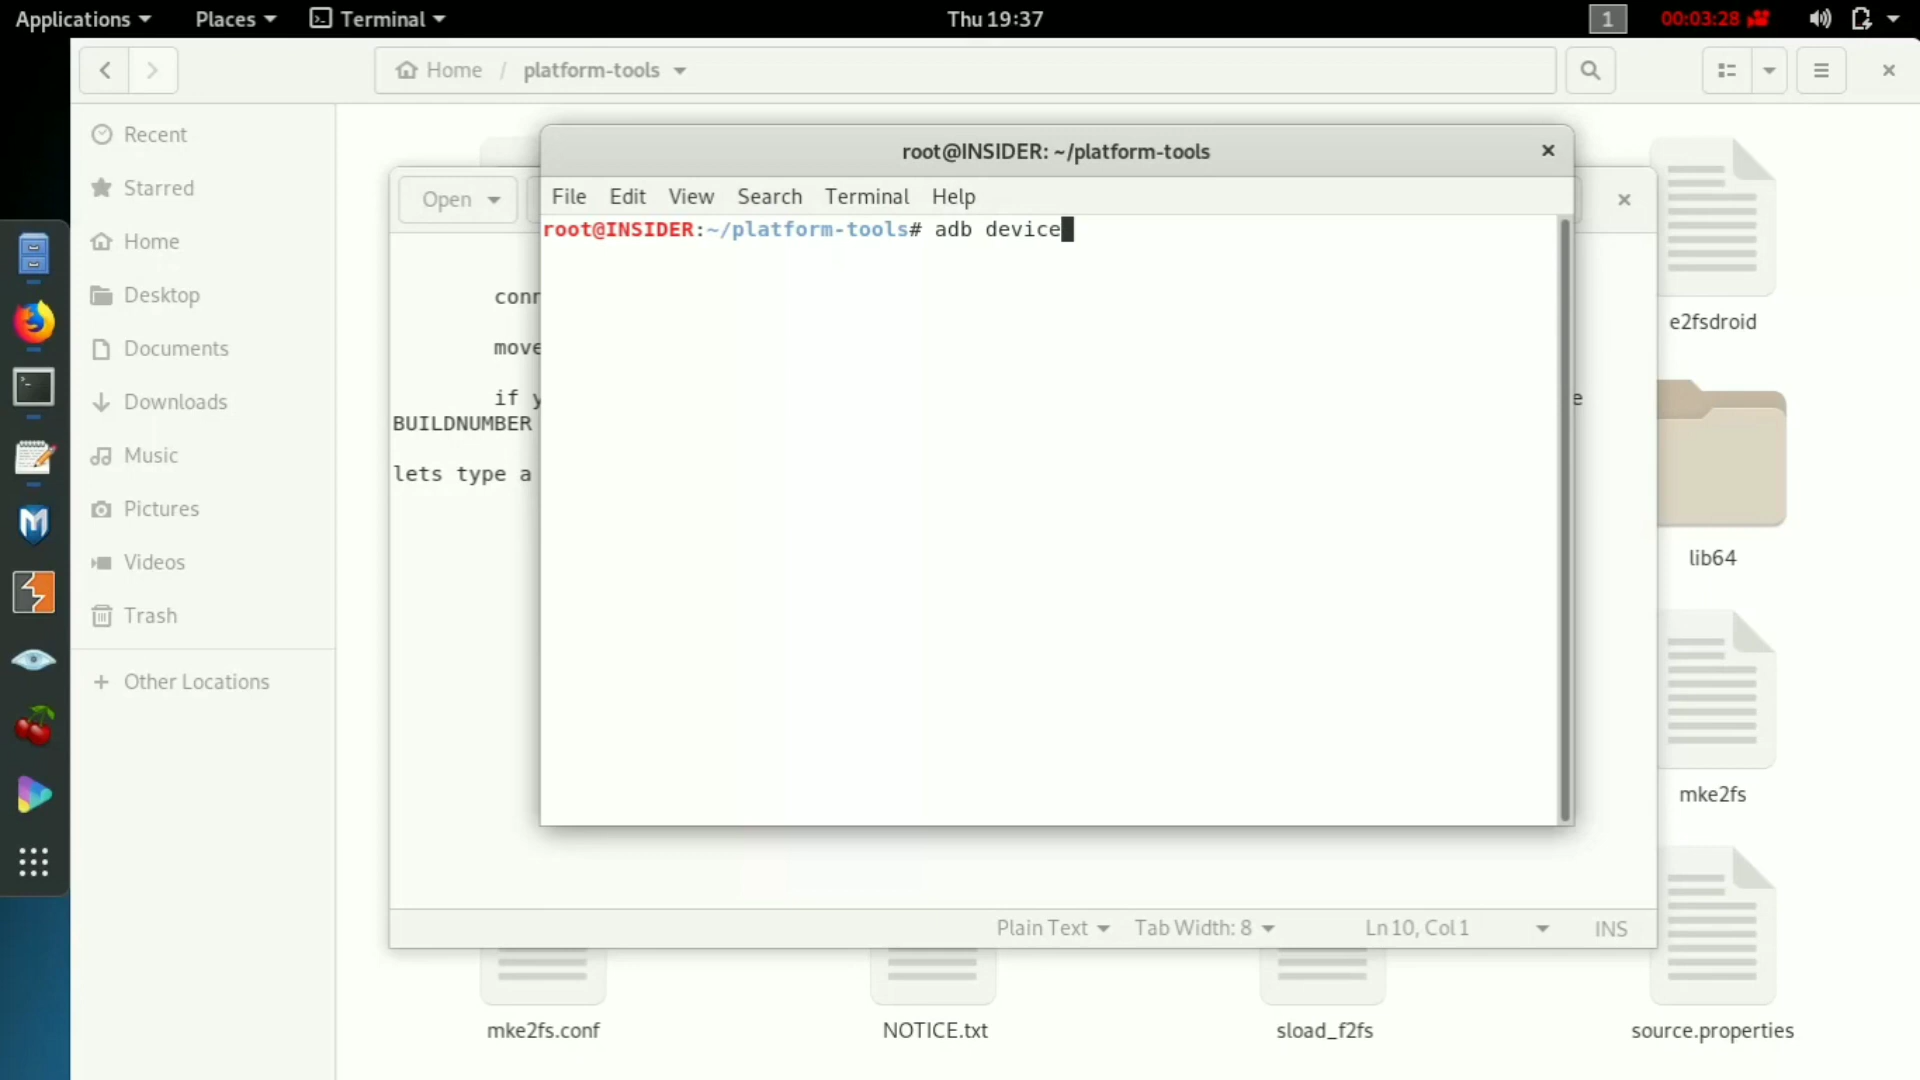 Applications
Places
Terminal
Thu 19:37
1
00:03:28
Home / platform-tools
Recent
Starred
Home
Desktop
Documents
Downloads
Music
Pictures
Videos
Trash
+ Other Locations
Open
BUILDNUMBER
lets type a
root@INSIDER: ~/platform-tools
File Edit View Search Terminal Help
root@INSIDER:~/platform-tools# adb device
Plain Text
Tab Width: 8
Ln 10, Col 1
INS
e2fsdroid
lib64
mke2fs
mke2fs.conf
NOTICE.txt
sload_f2fs
source.properties